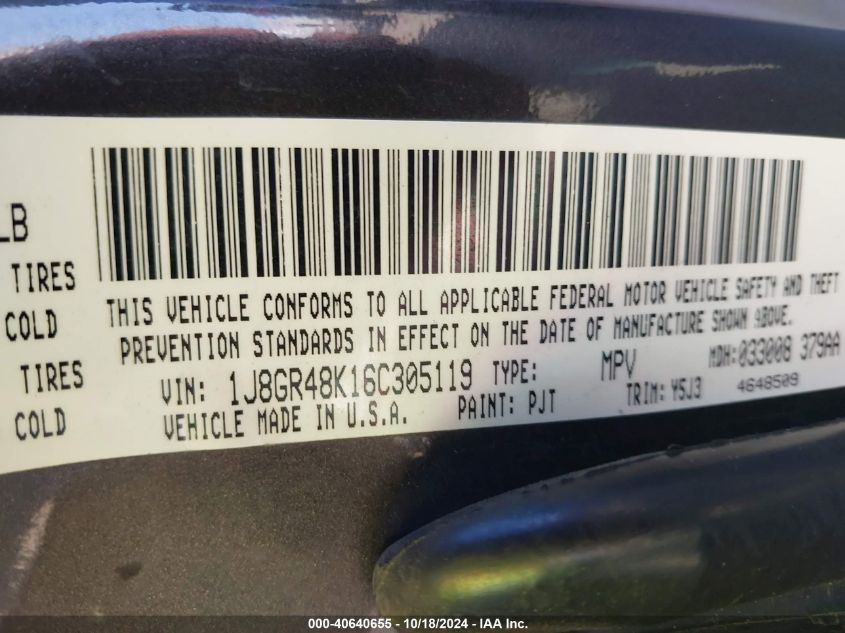 LB
TIRES
COLD
TIRES
COLD
THIS VEHICLE CONFORMS TO ALL APPLICABLE FEDERAL MOTOR VEHICLE SAFETY AND THEFT
PREVENTION STANDARDS IN EFFECT ON THE DATE OF MANUFACTURE SHOWN ABOVE.
VIN: 1J8GR48K16C305119 TYPE: MPV MDH:033008 379AA
VEHICLE MADE IN U.S.A. PAINT: PJT TRIM: Y5J3 4648509
000-40640655 - 10/18/2024 - IAA Inc.